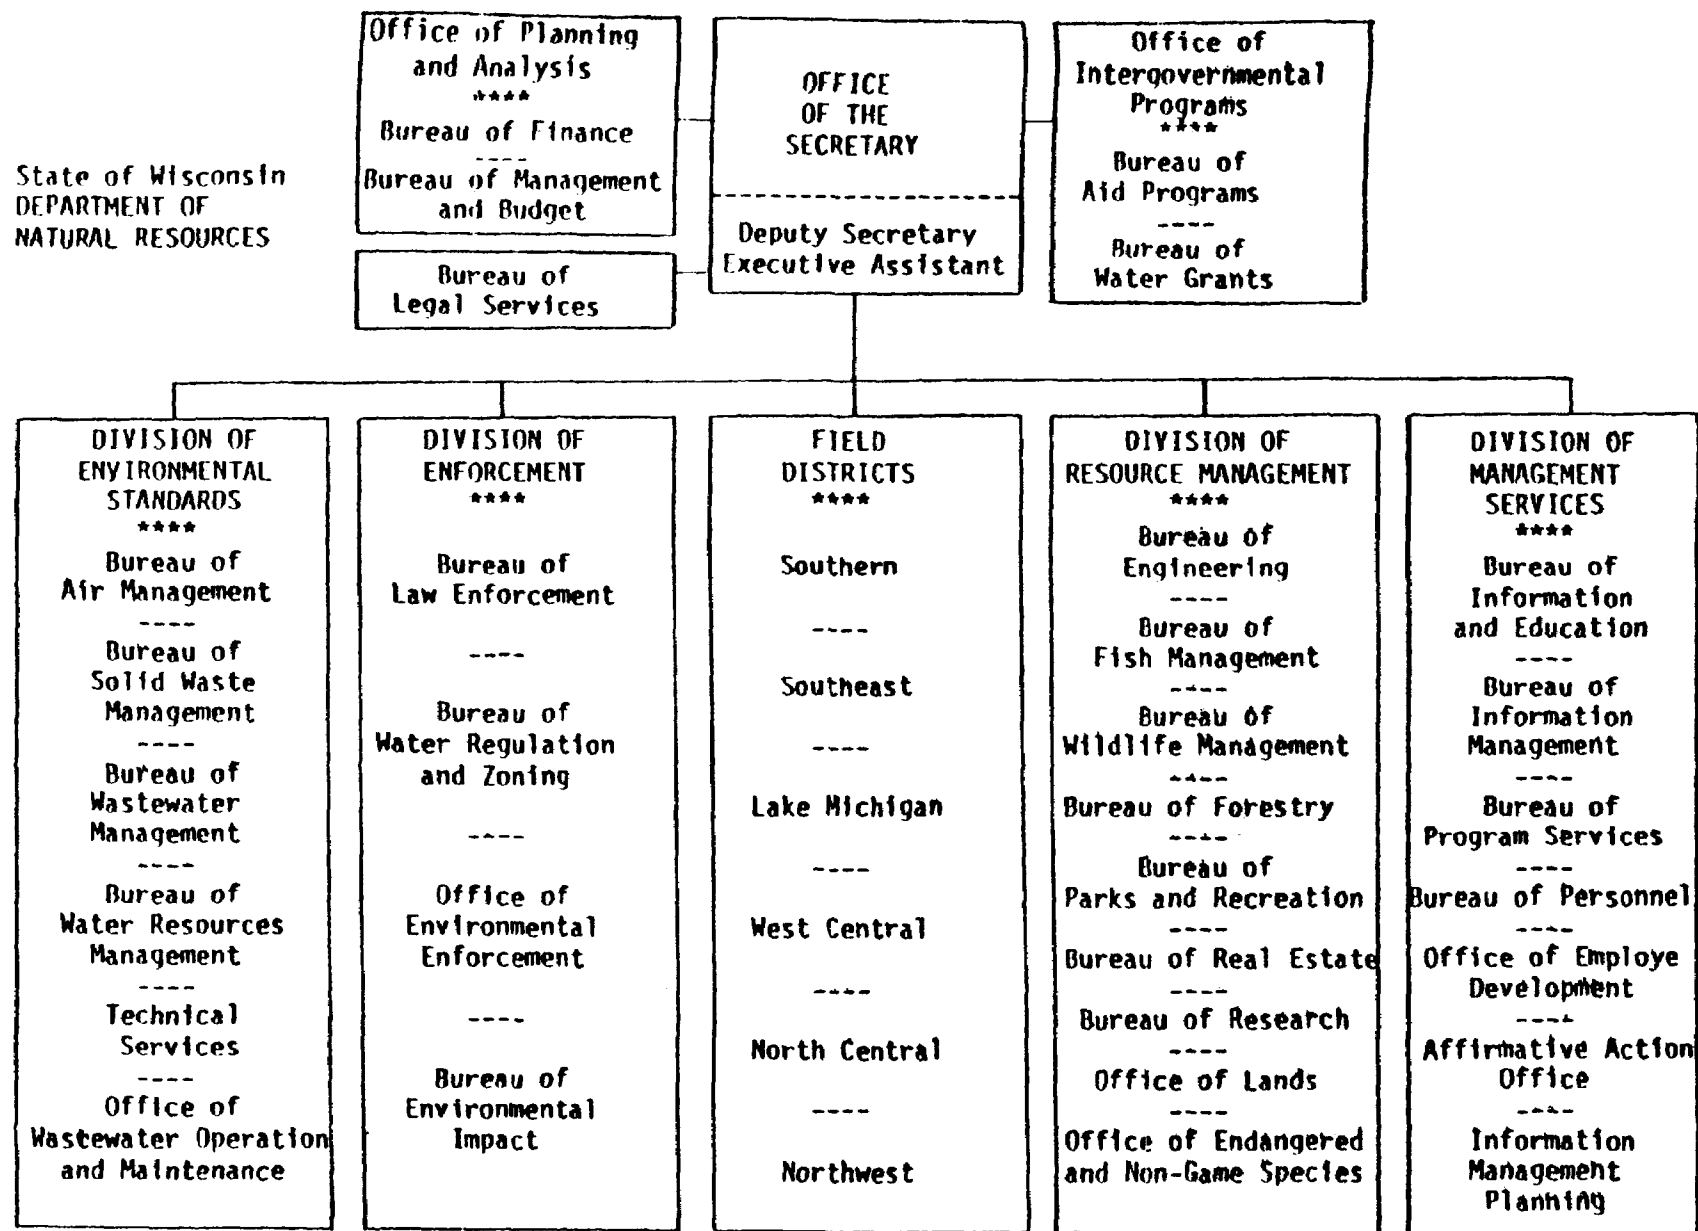 State of Wisconsin
DEPARTMENT OF
NATURAL RESOURCES
Office of Planning
and Analysis
****
Bureau of Finance
----
Bureau of Management
and Budget
Bureau of
Legal Services
OFFICE
OF THE
SECRETARY
Deputy Secretary
Executive Assistant
Office of
Intergovernmental
Programs
****
Bureau of
Aid Programs
----
Bureau of
Water Grants
DIVISION OF
ENVIRONMENTAL
STANDARDS
****
Bureau of
Air Management
----
Bureau of
Solid Waste
Management
----
Bureau of
Wastewater
Management
----
Bureau of
Water Resources
Management
----
Technical
Services
----
Office of
Wastewater Operation
and Maintenance
DIVISION OF
ENFORCEMENT
****
Bureau of
Law Enforcement
----
Bureau of
Water Regulation
and Zoning
----
Office of
Environmental
Enforcement
----
Bureau of
Environmental
Impact
FIELD
DISTRICTS
****
Southern
----
Southeast
----
Lake Michigan
----
West Central
----
North Central
----
Northwest
DIVISION OF
RESOURCE MANAGEMENT
****
Bureau of
Engineering
----
Bureau of
Fish Management
----
Bureau of
Wildlife Management
----
Bureau of Forestry
----
Bureau of
Parks and Recreation
----
Bureau of Real Estate
----
Bureau of Research
----
Office of Lands
----
Office of Endangered
and Non-Game Species
DIVISION OF
MANAGEMENT
SERVICES
****
Bureau of
Information
and Education
----
Bureau of
Information
Management
----
Bureau of
Program Services
----
Bureau of Personnel
----
Office of Employe
Development
----
Affirmative Action
Office
----
Information
Management
Planning